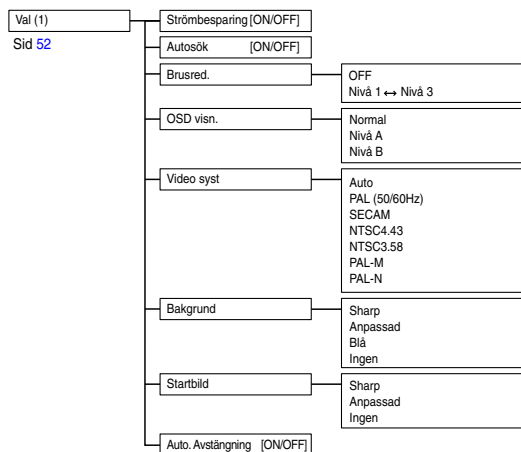 Val (1)
Sid 52
Strömbesparing [ON/OFF]
Autosök [ON/OFF]
Brusred.
OFF
Nivå 1 ↔ Nivå 3
OSD visn.
Normal
Nivå A
Nivå B
Video syst
Auto
PAL (50/60Hz)
SECAM
NTSC4.43
NTSC3.58
PAL-M
PAL-N
Bakgrund
Sharp
Anpassad
Blå
Ingen
Startbild
Sharp
Anpassad
Ingen
Auto. Avstängning [ON/OFF]